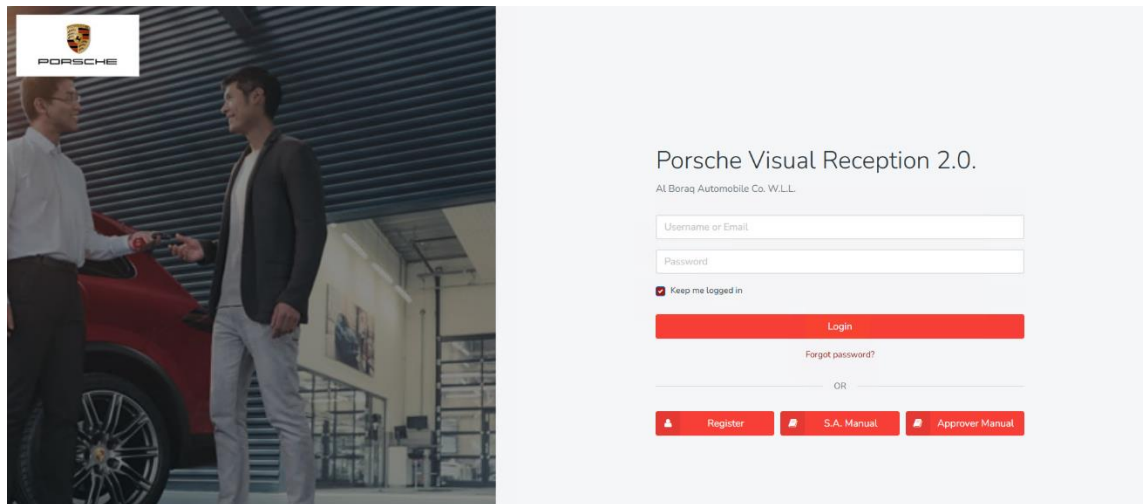 PORSCHE
Porsche Visual Reception 2.0.
Al Boraq Automobile Co. W.L.L.
Username or Email
Password
Keep me logged in
Login
Forgot password?
OR
Register
S.A. Manual
Approver Manual